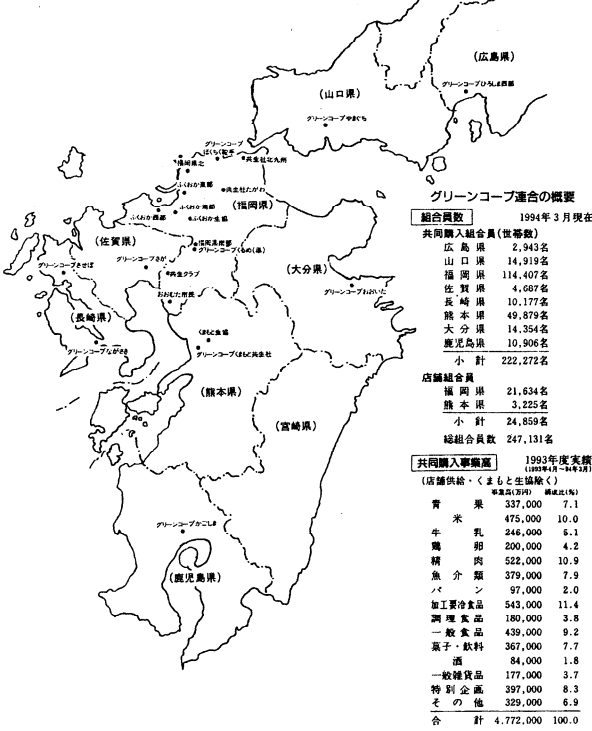 (広島県)
グリーンコープひろしま西部
(山口県)
グリーンコープやまぐち
グリーンコープ
福岡県北
共生社北九州
ふくおか東部
共生社たがわ
ふくおか西部
ふくおか南部
ふくおか生協
(福岡県)
福岡県南部
グリーンコープくるめ(准)
(佐賀県)
グリーンコープさが
グリーンコープさせぼ
共生クラブ
(大分県)
グリーンコープおおいた
おおむた市民
(長崎県)
グリーンコープながさき
くまもと生協
グリーンコープくまもと共生社
(熊本県)
(宮崎県)
グリーンコープかごしま
(鹿児島県)
グリーンコープ連合の概要
組合員数 1994年3月現在
共同購入組合員(世帯数)
広島県 2,943名
山口県 14,919名
福岡県 114,407名
佐賀県 4,687名
長崎県 10,177名
熊本県 49,879名
大分県 14,354名
鹿児島県 10,906名
小計 222,272名
店舗組合員
福岡県 21,634名
熊本県 3,225名
小計 24,859名
総組合員数 247,131名
共同購入事業高 1993年度実績
(1993年4月〜94年3月)
(店舗供給・くまもと生協除く)
事業高(万円) 構成比(%)
青果 337,000 7.1
米 475,000 10.0
牛乳 246,000 5.1
鶏卵 200,000 4.2
精肉 522,000 10.9
魚介類 379,000 7.9
パン 97,000 2.0
加工要冷食品 543,000 11.4
調理食品 180,000 3.8
一般食品 439,000 9.2
菓子・飲料 367,000 7.7
酒 84,000 1.8
一般雑貨品 177,000 3.7
特別企画 397,000 8.3
その他 329,000 6.9
合計 4,772,000 100.0